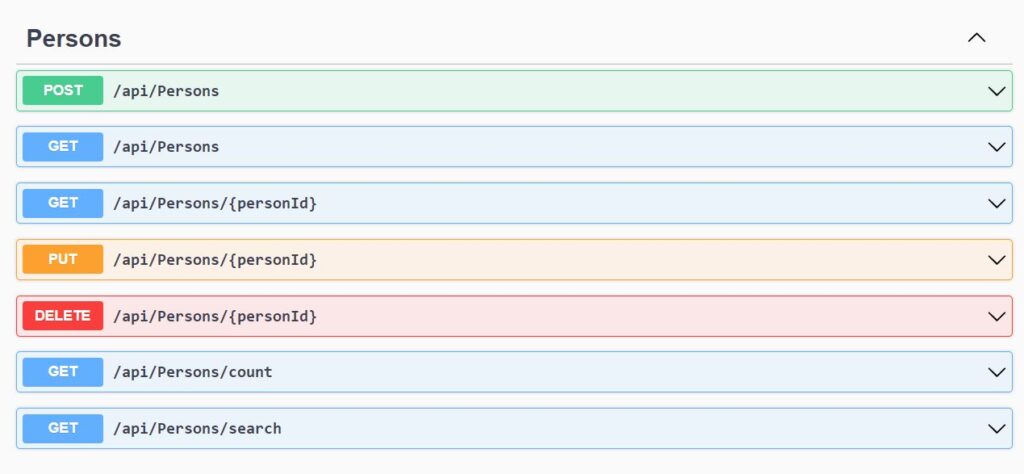 Persons
POST /api/Persons
GET /api/Persons
GET /api/Persons/{personId}
PUT /api/Persons/{personId}
DELETE /api/Persons/{personId}
GET /api/Persons/count
GET /api/Persons/search